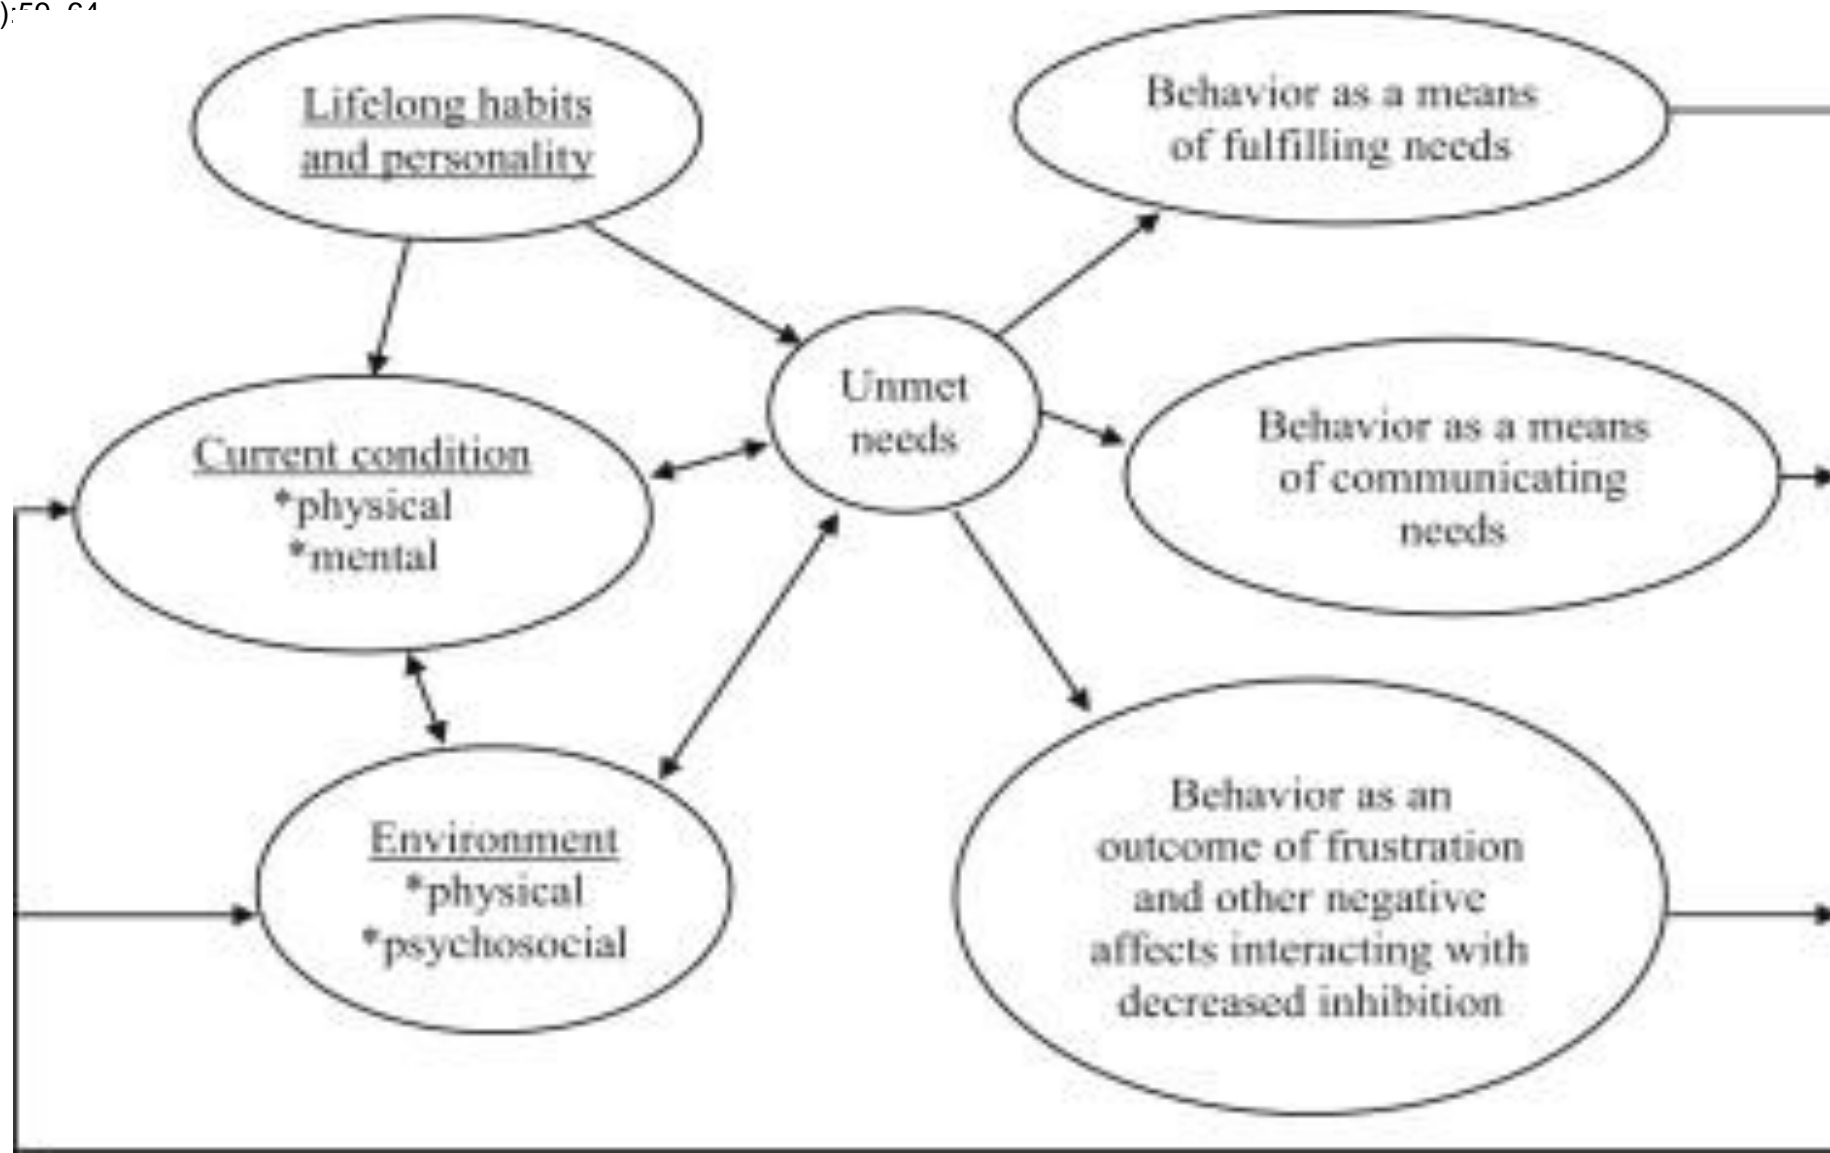 ):59–64
Lifelong habits
and personality
Current condition
*physical
*mental
Environment
*physical
*psychosocial
Unmet
needs
Behavior as a means
of fulfilling needs
Behavior as a means
of communicating
needs
Behavior as an
outcome of frustration
and other negative
affects interacting with
decreased inhibition